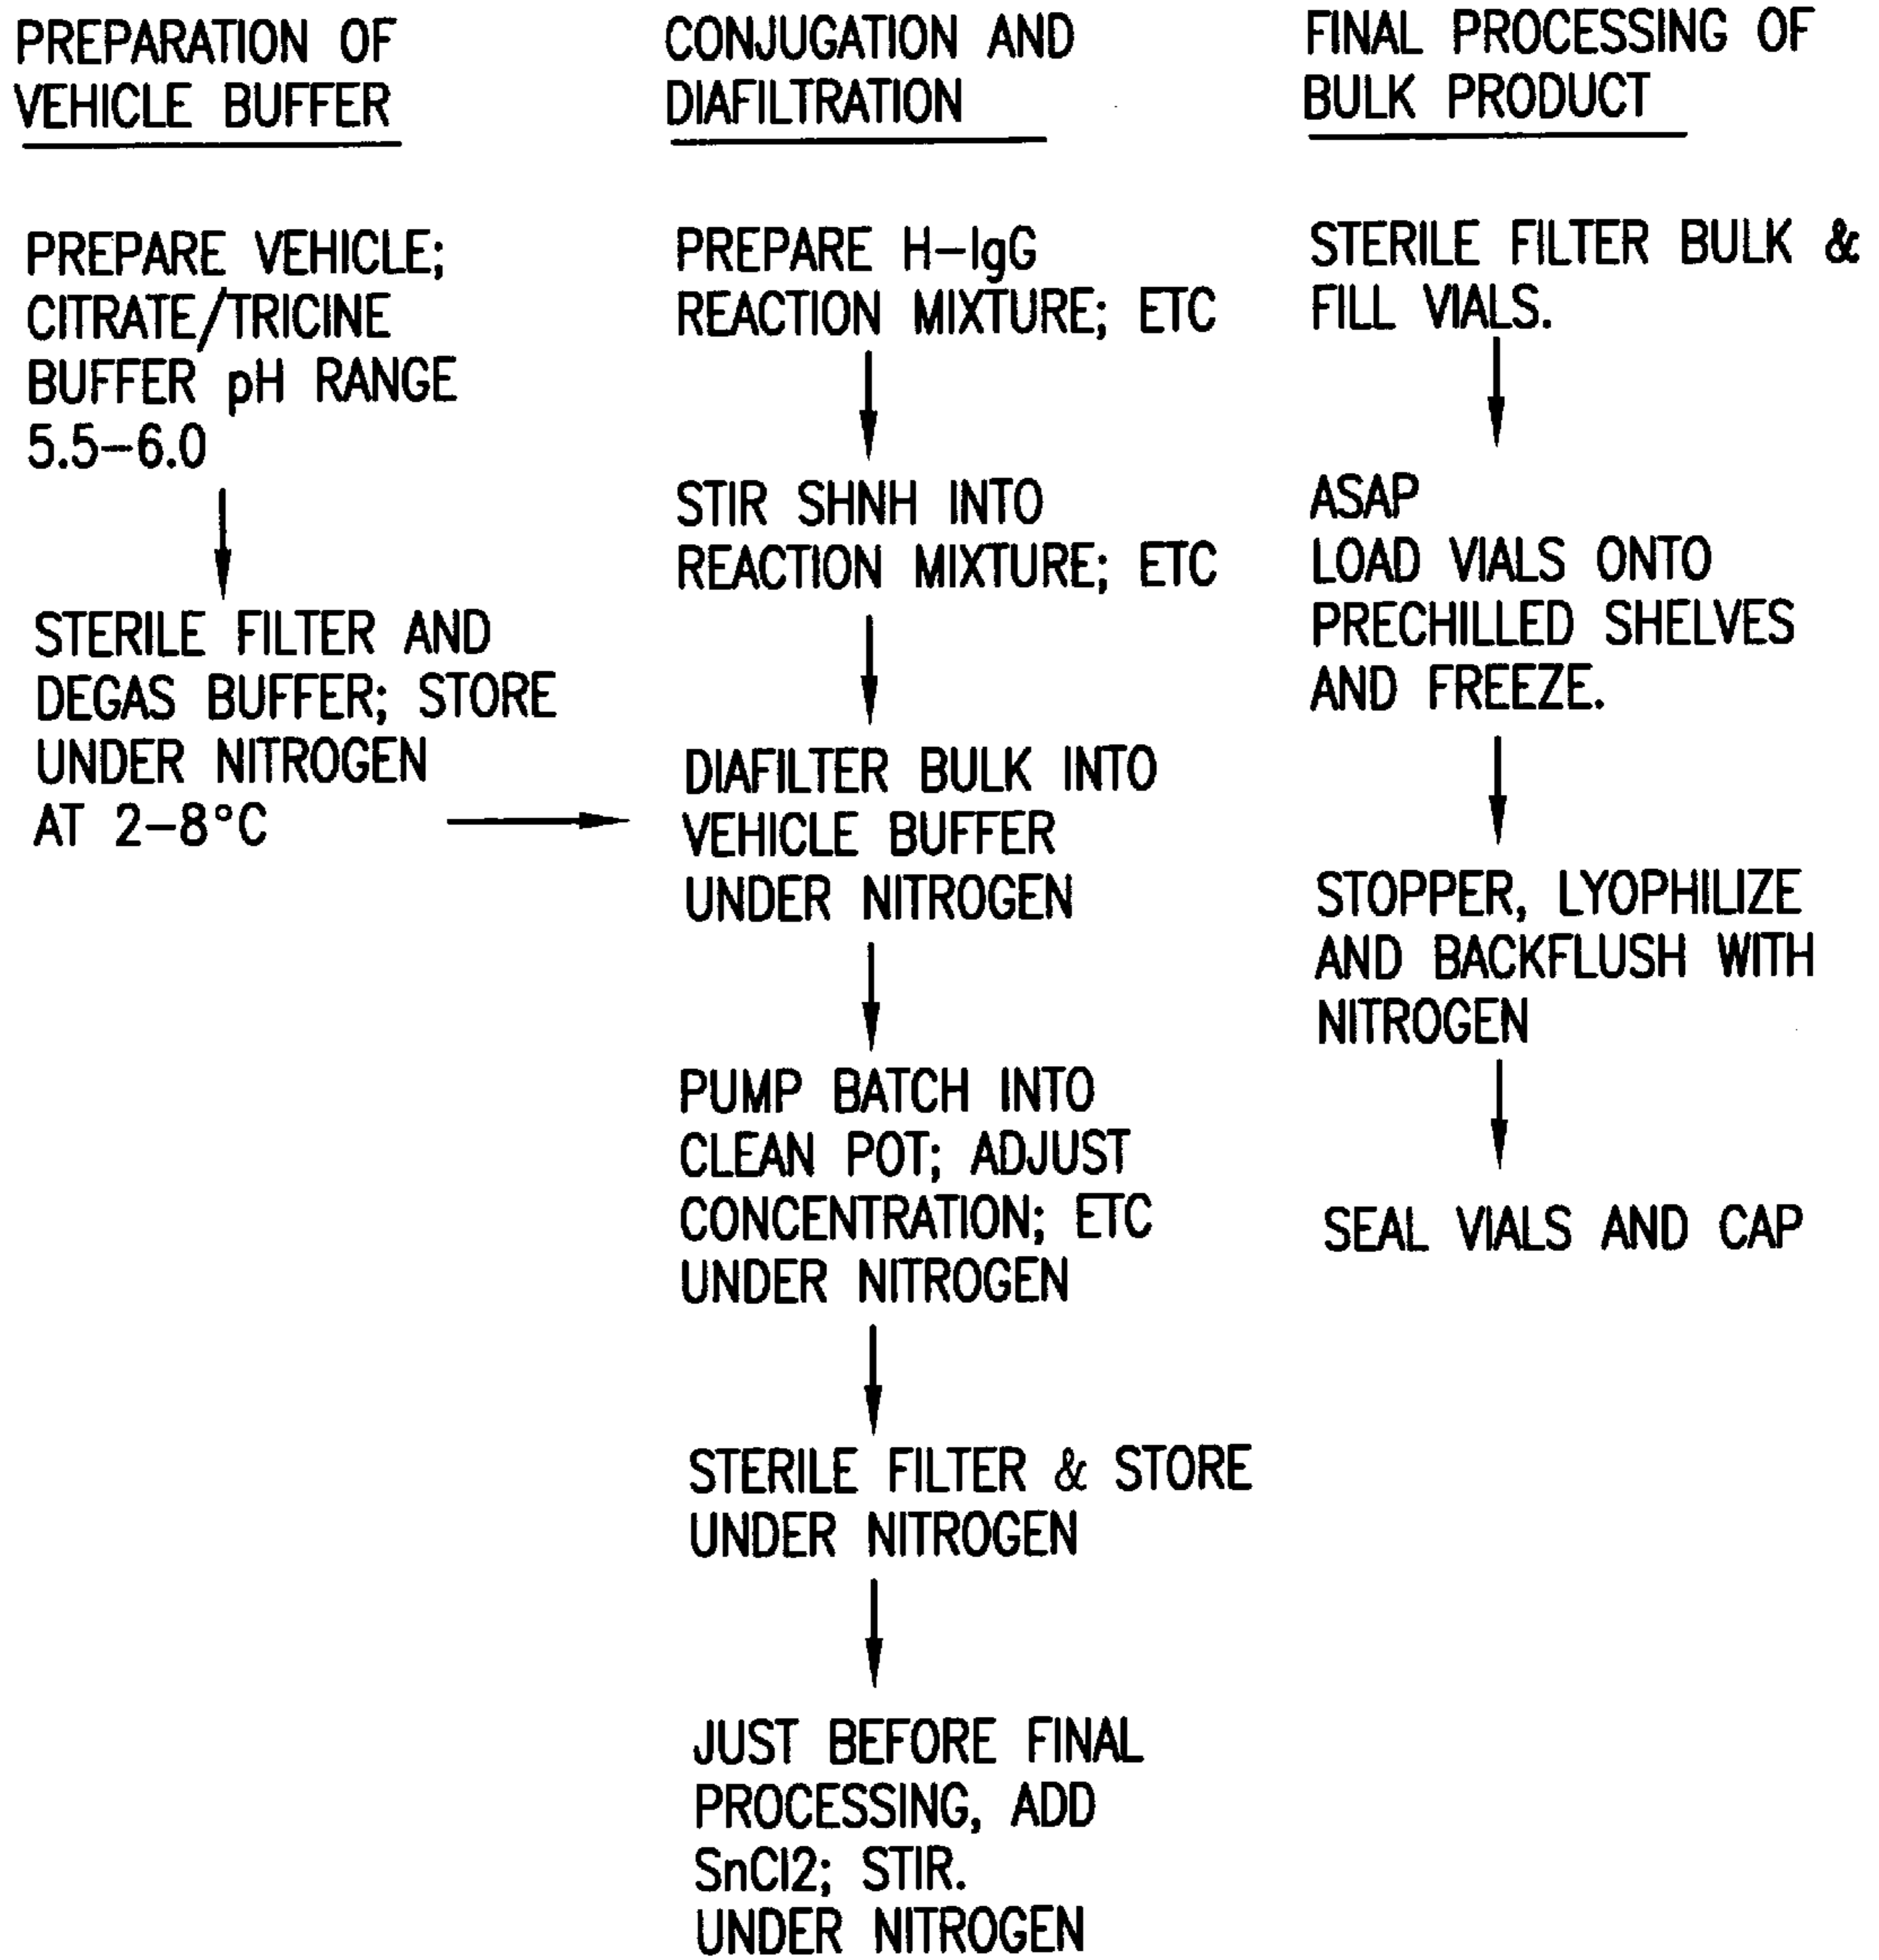 PREPARATION OF
VEHICLE BUFFER
PREPARE VEHICLE;
CITRATE/TRICINE
BUFFER pH RANGE
5.5-6.0
STERILE FILTER AND
DEGAS BUFFER; STORE
UNDER NITROGEN
AT 2-8°C
CONJUGATION AND
DIAFILTRATION
PREPARE H-IgG
REACTION MIXTURE; ETC
STIR SHNH INTO
REACTION MIXTURE; ETC
DIAFILTER BULK INTO
VEHICLE BUFFER
UNDER NITROGEN
PUMP BATCH INTO
CLEAN POT; ADJUST
CONCENTRATION; ETC
UNDER NITROGEN
STERILE FILTER & STORE
UNDER NITROGEN
JUST BEFORE FINAL
PROCESSING, ADD
SnCl2; STIR.
UNDER NITROGEN
FINAL PROCESSING OF
BULK PRODUCT
STERILE FILTER BULK &
FILL VIALS.
ASAP
LOAD VIALS ONTO
PRECHILLED SHELVES
AND FREEZE.
STOPPER, LYOPHILIZE
AND BACKFLUSH WITH
NITROGEN
SEAL VIALS AND CAP